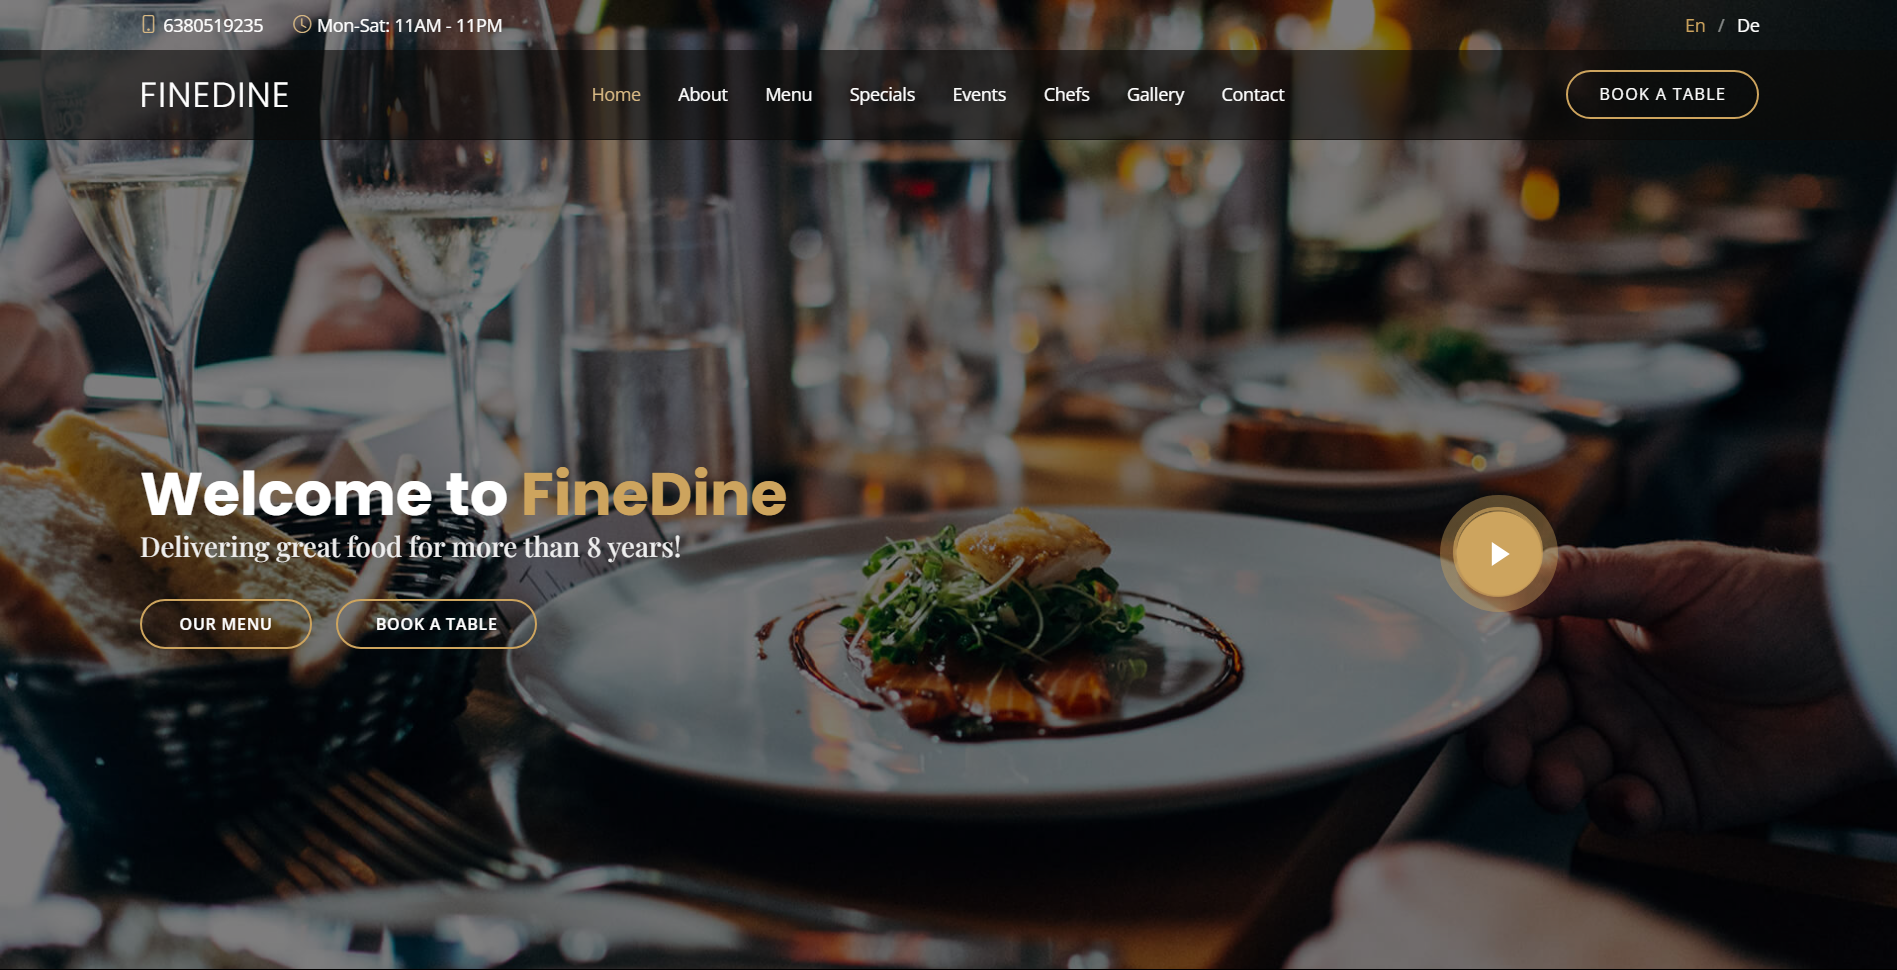 6380519235 Mon-Sat: 11AM - 11PM En / De
FINEDINE Home About Menu Specials Events Chefs Gallery Contact BOOK A TABLE
Welcome to FineDine
Delivering great food for more than 8 years!
OUR MENU BOOK A TABLE